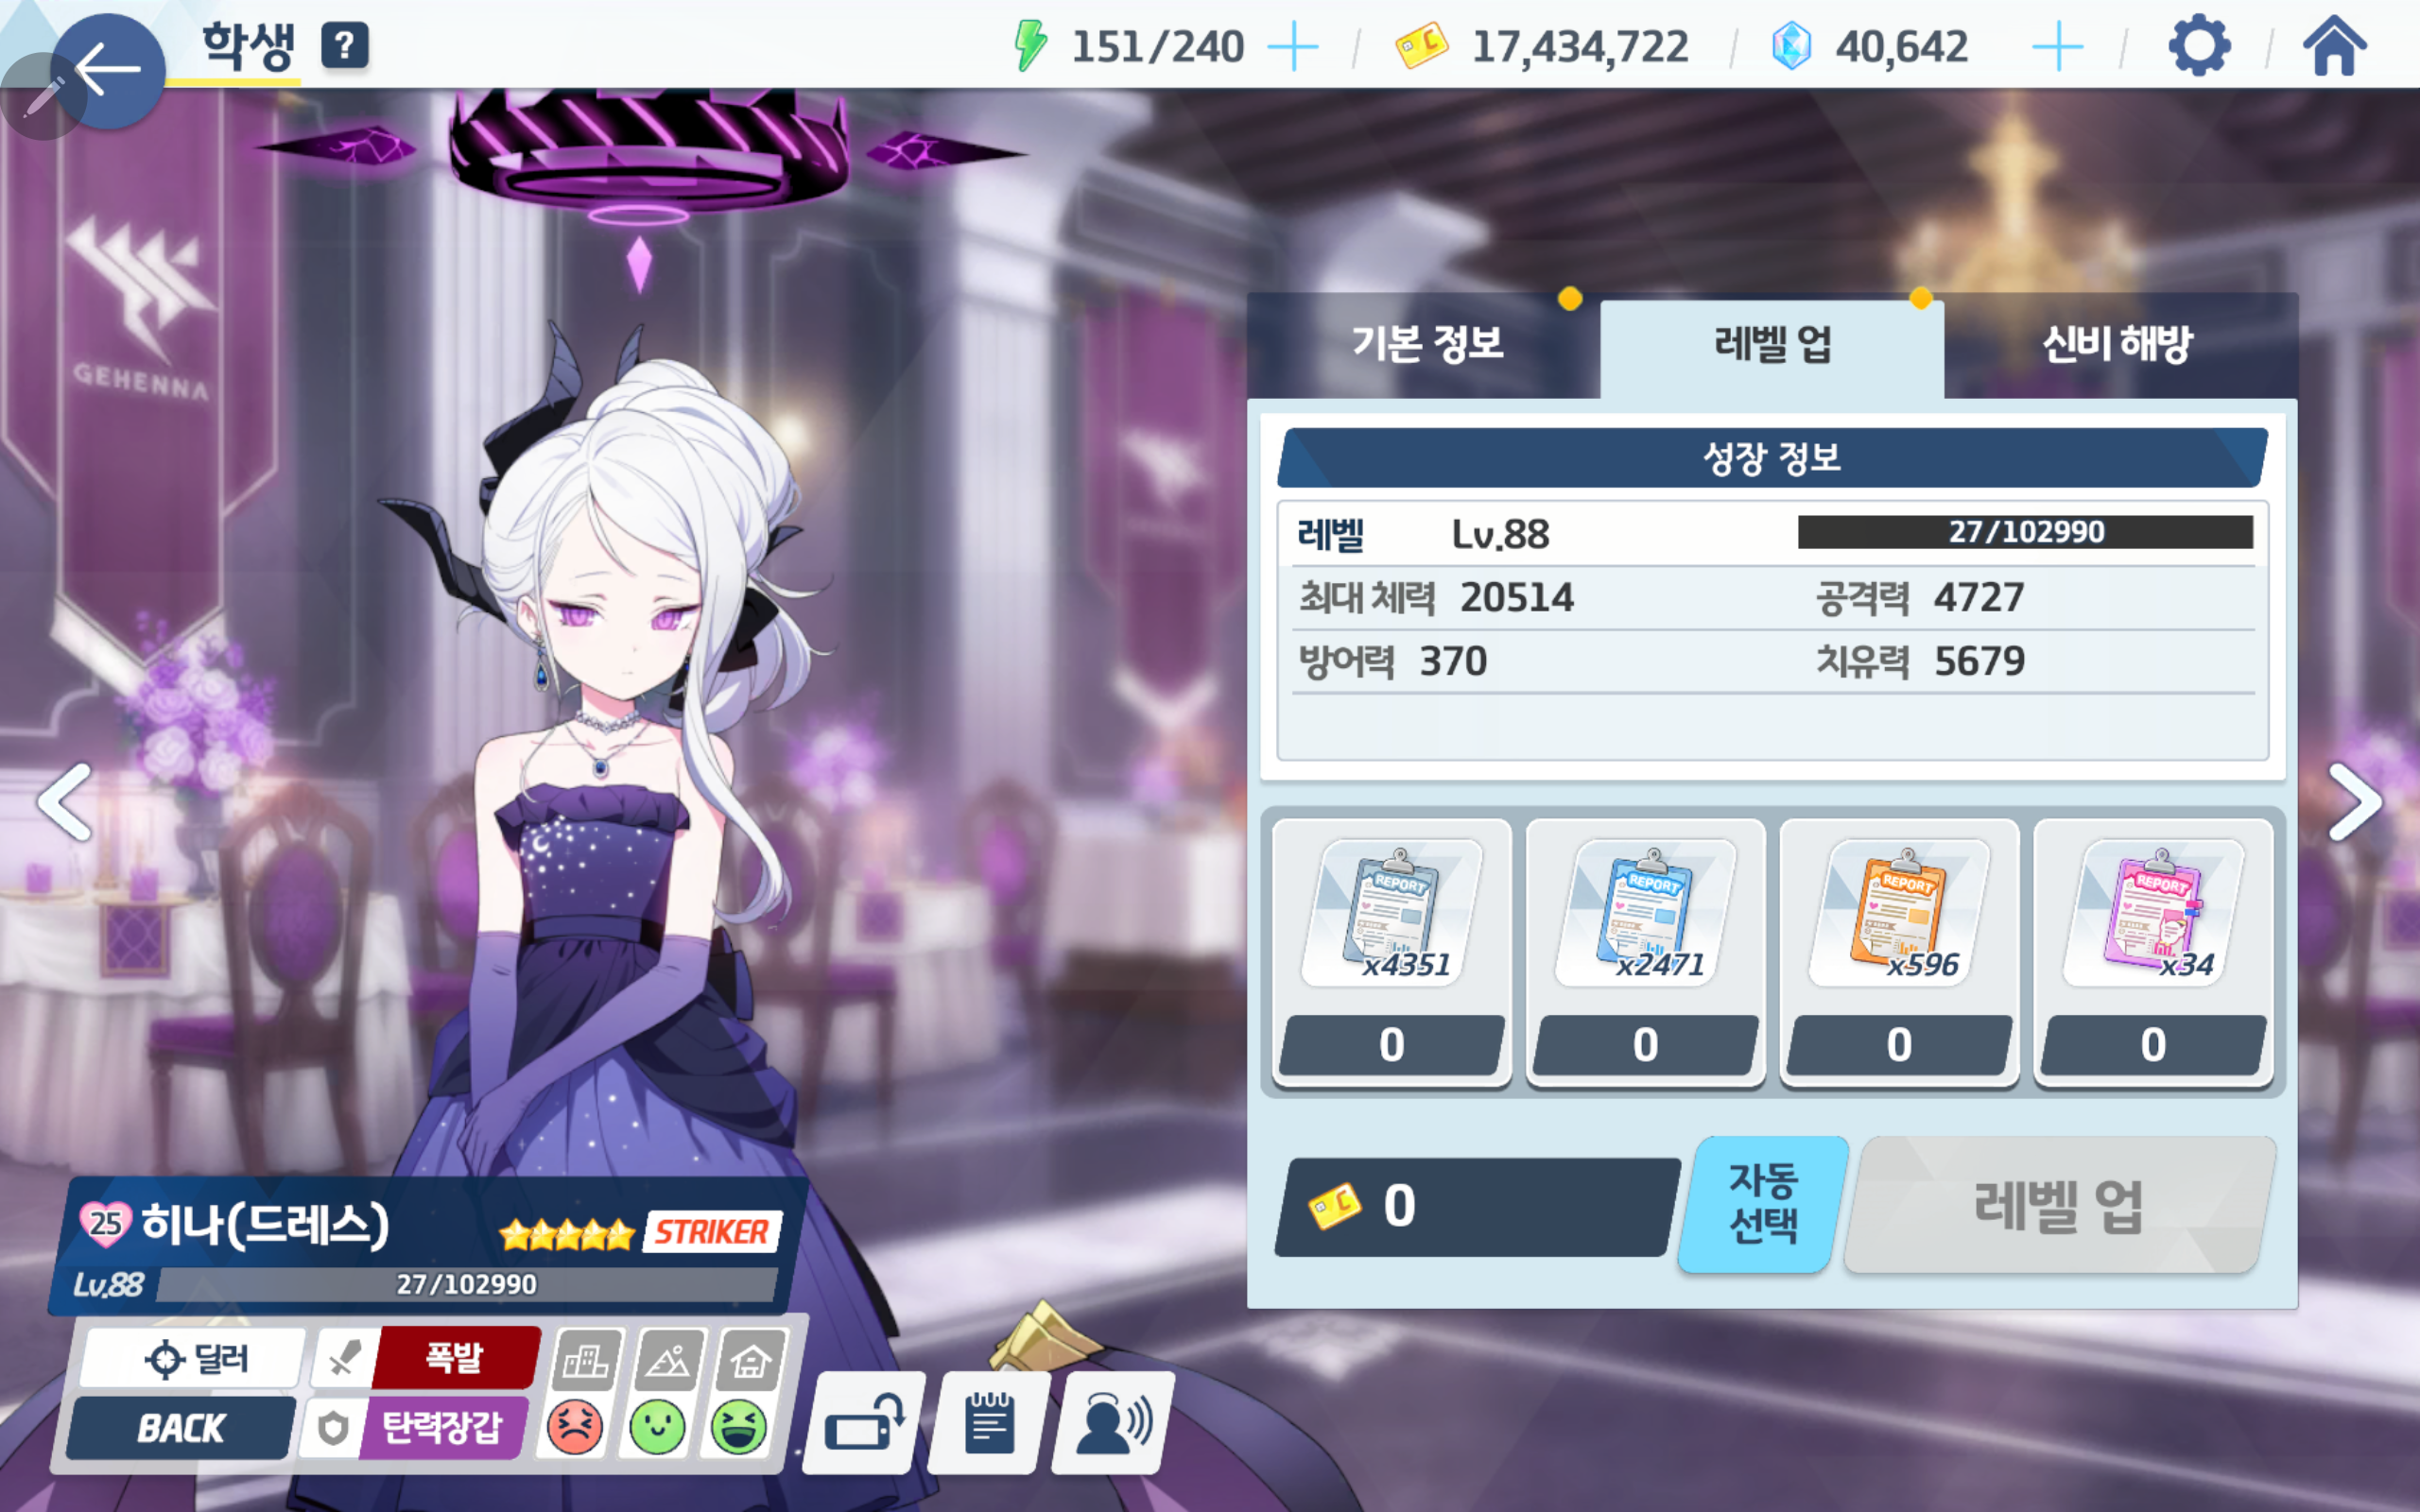 학생 ?
151/240
17,434,722
40,642
GEHENNA
기본 정보
레벨 업
신비 해방
성장 정보
레벨 Lv.88 27/102990
최대 체력 20514 공격력 4727
방어력 370 치유력 5679
REPORT REPORT REPORT REPORT
x4351 x2471 x596 x34
0 0 0 0
0
자동
선택
레벨 업
25 히나(드레스) STRIKER
Lv.88 27/102990
딜러 폭발
BACK 탄력장갑